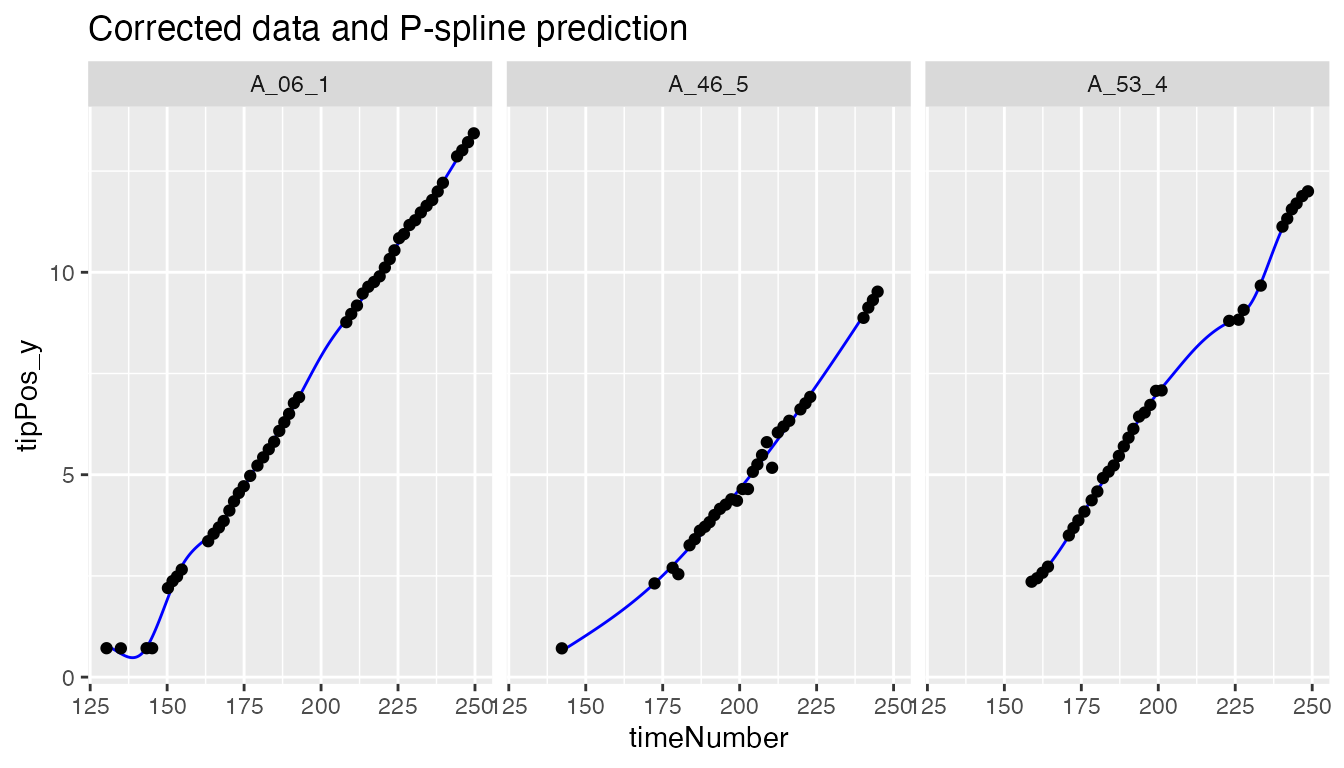 Corrected data and P-spline prediction
A_06_1 A_46_5 A_53_4
tipPos_y
10
5
0
125 150 175 200 225 250 125 150 175 200 225 250 125 150 175 200 225 250
timeNumber